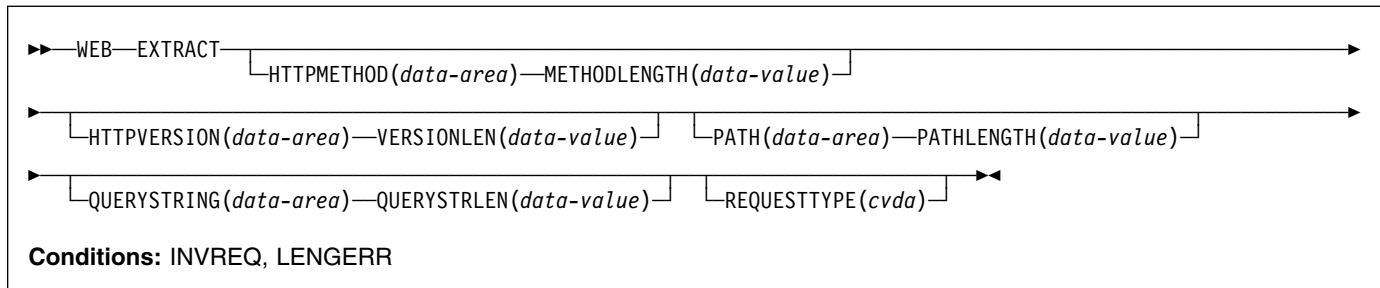 WEB EXTRACT
HTTPMETHOD(data-area) METHODLENGTH(data-value)
HTTPVERSION(data-area) VERSIONLEN(data-value) PATH(data-area) PATHLENGTH(data-value)
QUERYSTRING(data-area) QUERYSTRLEN(data-value) REQUESTTYPE(cvda)
Conditions: INVREQ, LENGERR